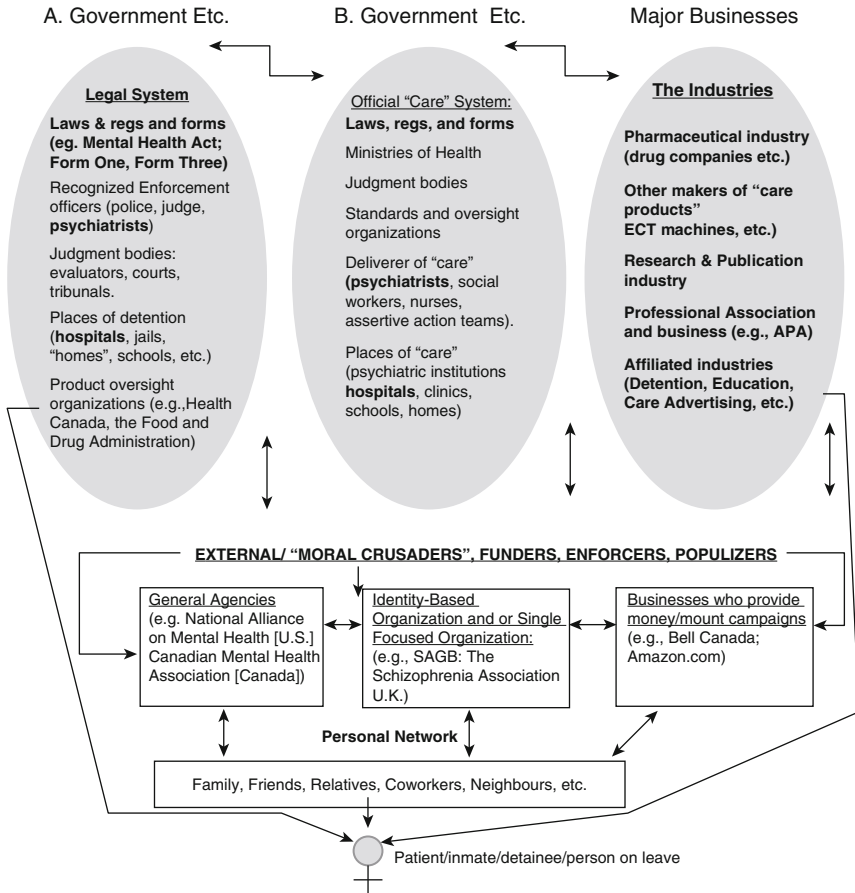 A. Government Etc.
B. Government Etc.
Major Businesses
Legal System
Laws & regs and forms
(eg. Mental Health Act;
Form One, Form Three)
Recognized Enforcement
officers (police, judge,
psychiatrists)
Judgment bodies:
evaluators, courts,
tribunals.
Places of detention
(hospitals, jails,
“homes”, schools, etc.)
Product oversight
organizations (e.g.,Health
Canada, the Food and
Drug Administration)
Official “Care” System:
Laws, regs, and forms
Ministries of Health
Judgment bodies
Standards and oversight
organizations
Deliverer of “care”
(psychiatrists, social
workers, nurses,
assertive action teams).
Places of “care”
(psychiatric institutions
hospitals, clinics,
schools, homes)
The Industries
Pharmaceutical industry
(drug companies etc.)
Other makers of “care
products”
ECT machines, etc.)
Research & Publication
industry
Professional Association
and business (e.g., APA)
Affiliated industries
(Detention, Education,
Care Advertising, etc.)
EXTERNAL/ “MORAL CRUSADERS”, FUNDERS, ENFORCERS, POPULIZERS
General Agencies
(e.g. National Alliance
on Mental Health [U.S.]
Canadian Mental Health
Association [Canada])
Identity-Based
Organization and or Single
Focused Organization:
(e.g., SAGB: The
Schizophrenia Association
U.K.)
Businesses who provide
money/mount campaigns
(e.g., Bell Canada;
Amazon.com)
Personal Network
Family, Friends, Relatives, Coworkers, Neighbours, etc.
Patient/inmate/detainee/person on leave